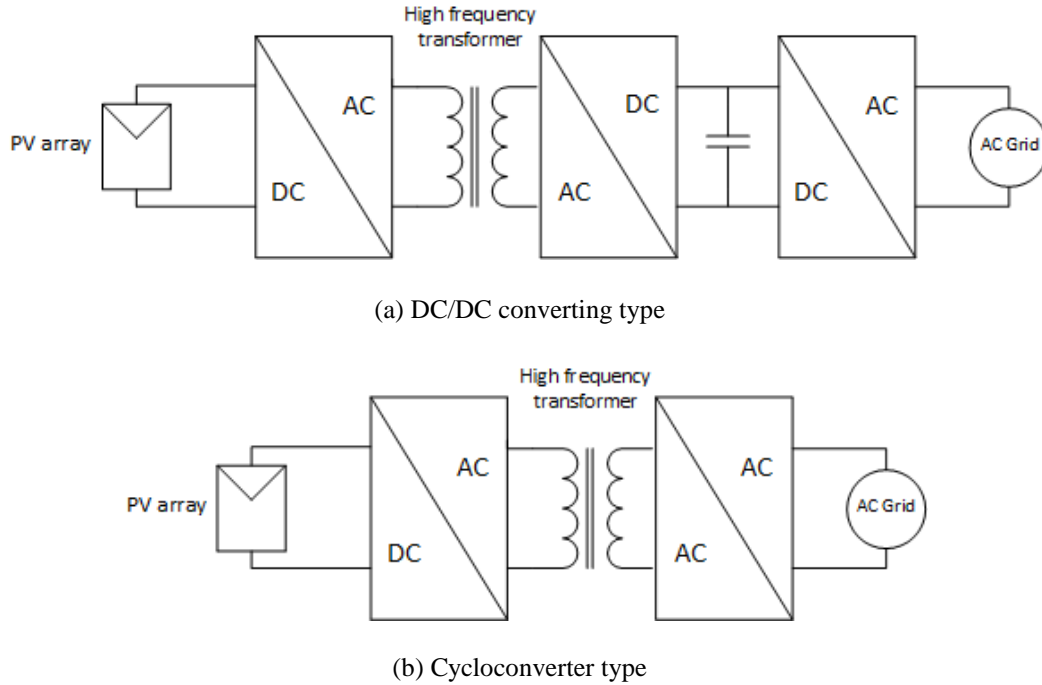 High frequency
transformer
PV array
DC
AC
AC
DC
DC
AC
AC Grid
(a) DC/DC converting type
High frequency
transformer
PV array
DC
AC
AC
AC
AC Grid
(b) Cycloconverter type